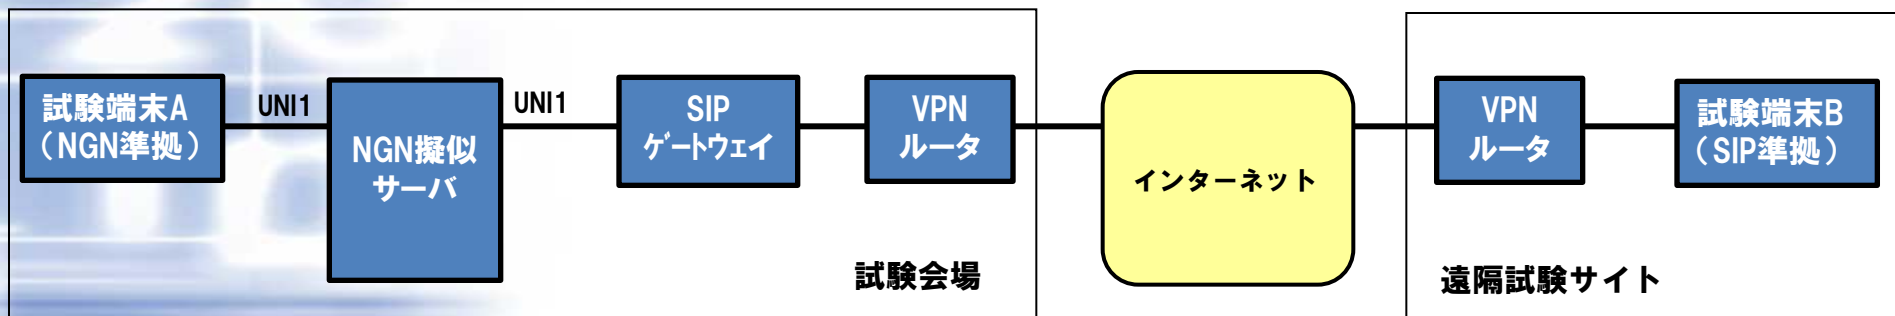 試験端末A
（NGN準拠）
UNI1
NGN擬似
サーバ
UNI1
SIP
ゲートウェイ
VPN
ルータ
インターネット
VPN
ルータ
試験端末B
（SIP準拠）
試験会場
遠隔試験サイト